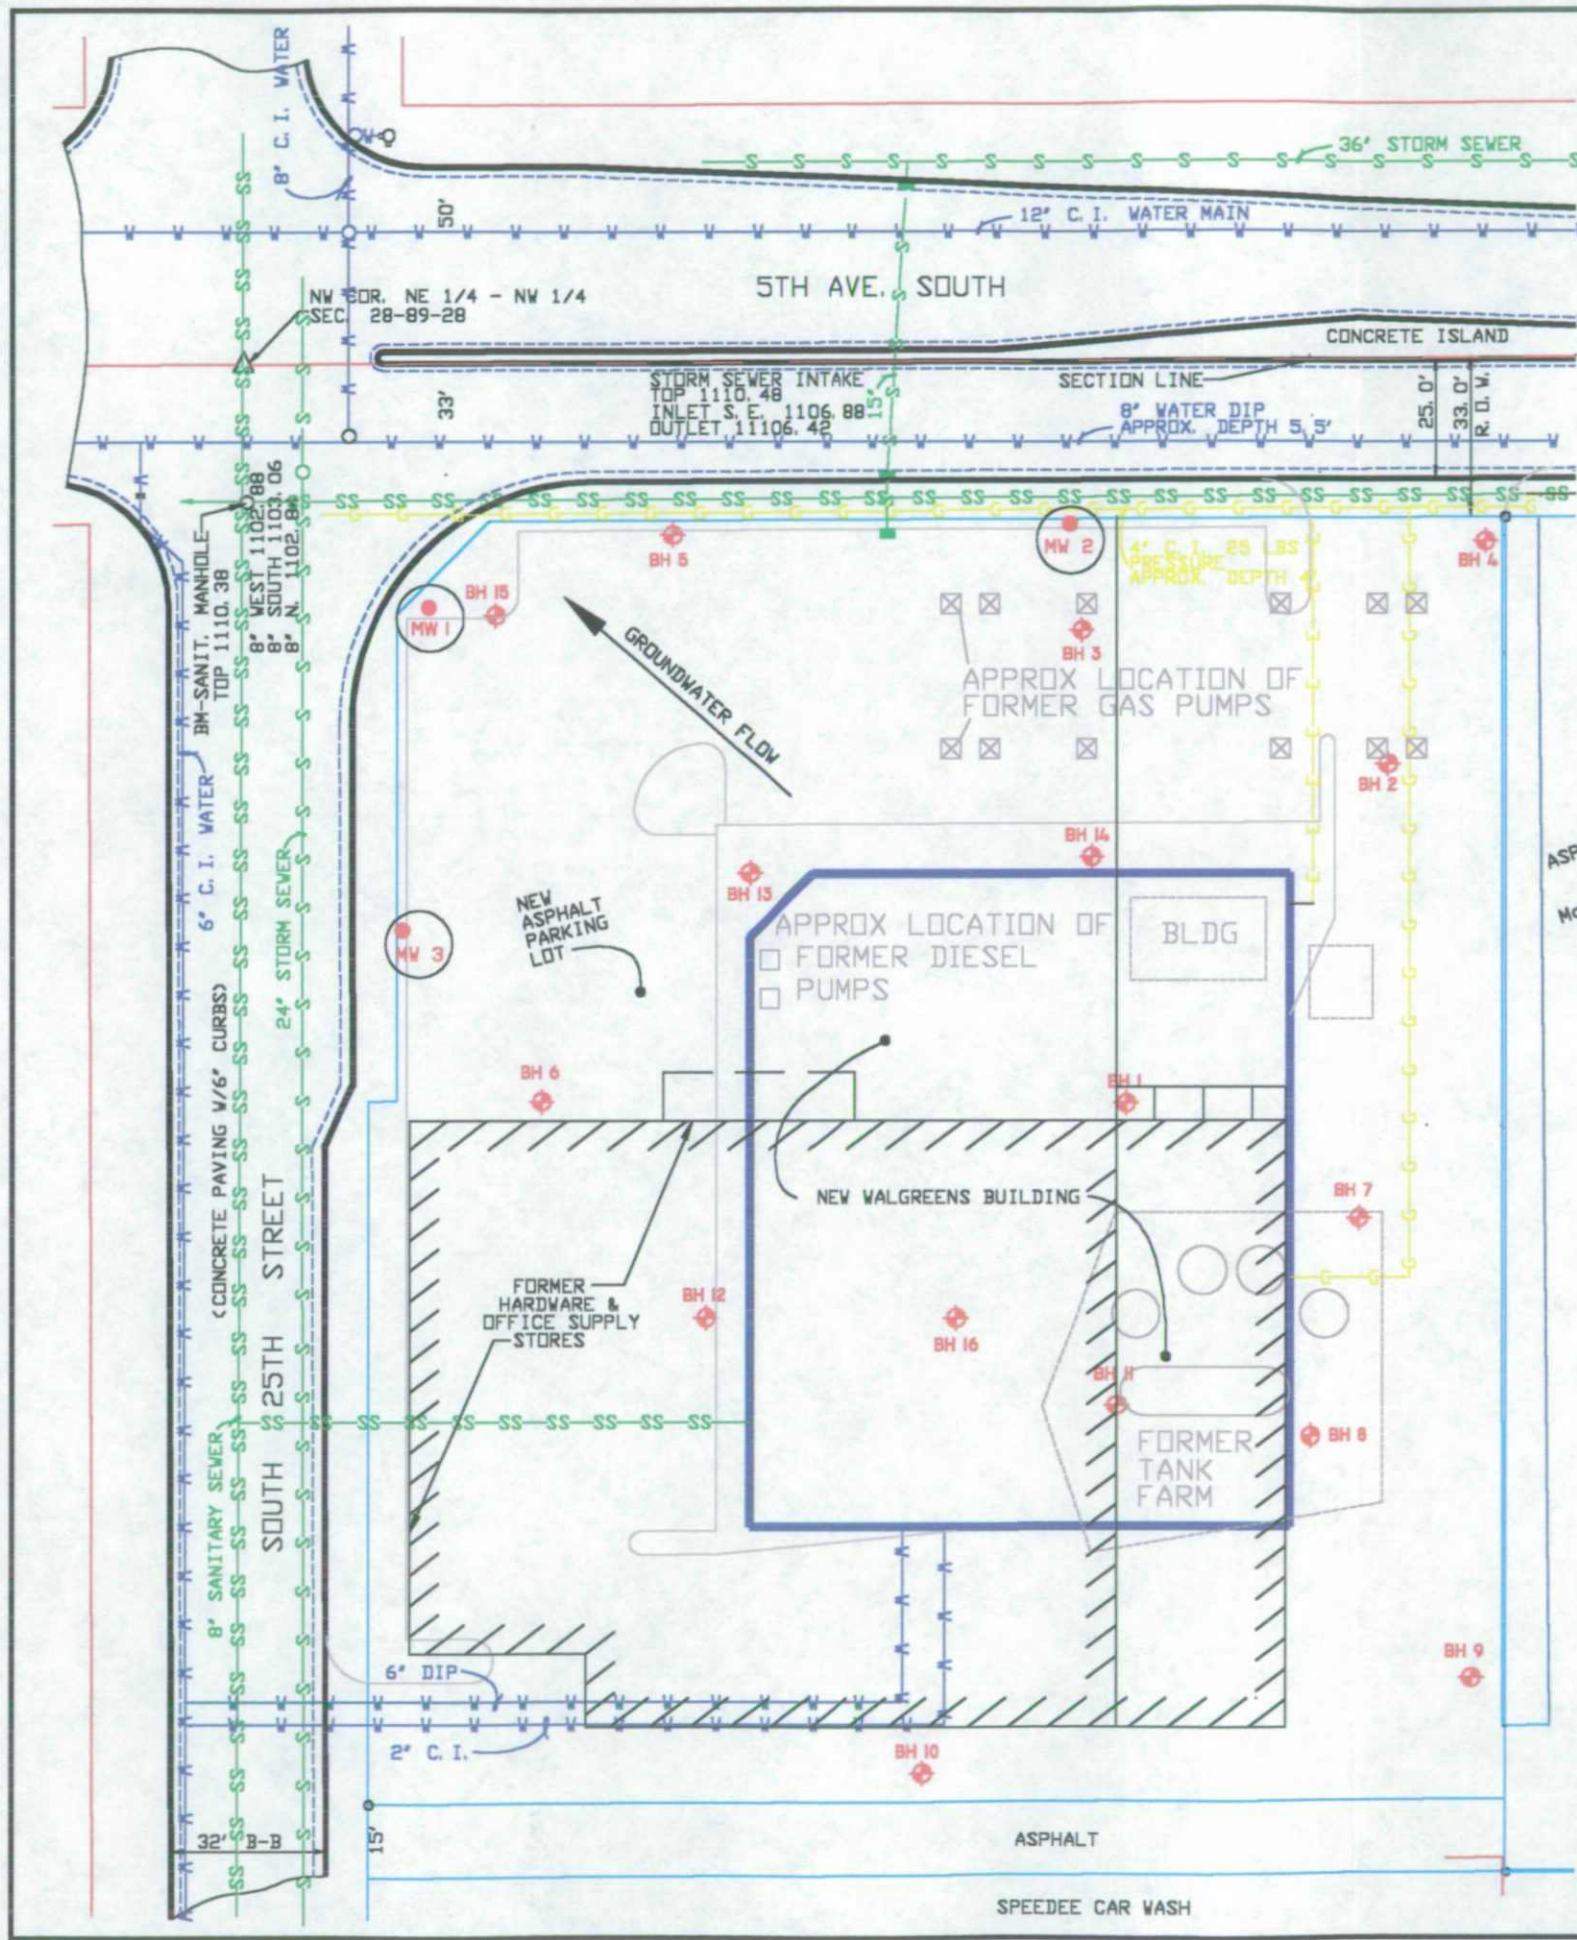 8" C. I. WATER
36" STORM SEWER
12" C. I. WATER MAIN
50'
5TH AVE. SOUTH
NW COR. NE 1/4 - NW 1/4
SEC. 28-89-28
CONCRETE ISLAND
STORM SEWER INTAKE
TOP 1110.48
INLET S. E. 1106.88
OUTLET 11106.42
15"
SECTION LINE
8" WATER DIP
APPROX. DEPTH 5.5'
33'
25.0'
33.0'
R.O.W.
BM-SANIT. MANHOLE
TOP 1110.38
8" WEST 1102.88
8" SOUTH 1103.06
8" N. 1102.84
MW 1
BH 15
BH 5
MW 2
4" C. I. 25 LBS
PRESSURE
APPROX. DEPTH 4'
BH 4
BH 3
GROUNDWATER FLOW
APPROX LOCATION OF
FORMER GAS PUMPS
BH 2
6" C. I. WATER
24" STORM SEWER
BH 14
BH 13
ASP
NEW
ASPHALT
PARKING
LOT
MW 3
APPROX LOCATION OF
FORMER DIESEL
PUMPS
BLDG
(CONCRETE PAVING W/6" CURBS)
BH 6
BH 1
SOUTH 25TH STREET
NEW WALGREENS BUILDING
BH 7
FORMER
HARDWARE &
OFFICE SUPPLY
STORES
BH 12
BH 16
BH 11
8" SANITARY SEWER
FORMER
TANK
FARM
BH 8
6" DIP
2" C. I.
BH 9
BH 10
32' B-B
15'
ASPHALT
SPEEDEE CAR WASH